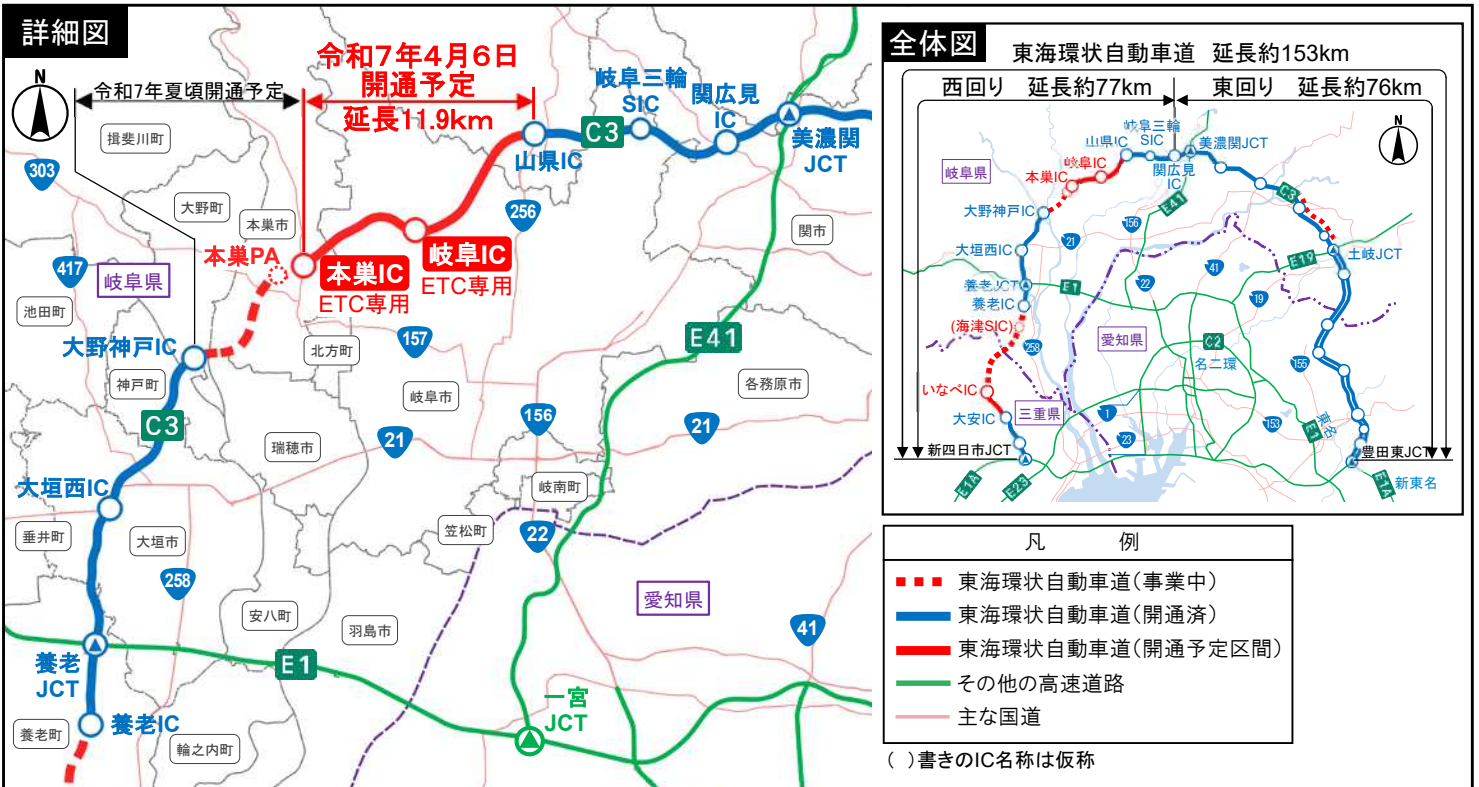 詳細図
N
令和7年夏頃開通予定
令和7年4月6日
開通予定
延長11.9km
岐阜三輪
SIC
関広見
IC
美濃関
JCT
C3
山県IC
揖斐川町
303
大野町
本巣市
256
関市
417
岐阜県
本巣PA
本巣IC
ETC専用
岐阜IC
ETC専用
池田町
大野神戸IC
北方町
157
E41
神戸町
岐阜市
各務原市
C3
156
21
21
瑞穂市
大垣西IC
岐南町
垂井町
大垣市
笠松町
22
258
愛知県
安八町
羽島市
41
養老
JCT
E1
一宮
JCT
養老IC
養老町
輪之内町
全体図
東海環状自動車道 延長約153km
西回り 延長約77km
東回り 延長約76km
N
岐阜三輪
SIC
山県IC
美濃関JCT
関広見
IC
岐阜IC
本巣IC
岐阜県
C3
E41
大野神戸IC
156
21
大垣西IC
土岐JCT
E19
41
養老JCT
E1
22
19
養老IC
(海津SIC)
愛知県
C2
名二環
258
155
いなべIC
三重県
大安IC
1
153
E1
東名
23
新四日市JCT
豊田東JCT
E1A
E23
E1A
新東名
凡 例
東海環状自動車道(事業中)
東海環状自動車道(開通済)
東海環状自動車道(開通予定区間)
その他の高速道路
主な国道
( )書きのIC名称は仮称